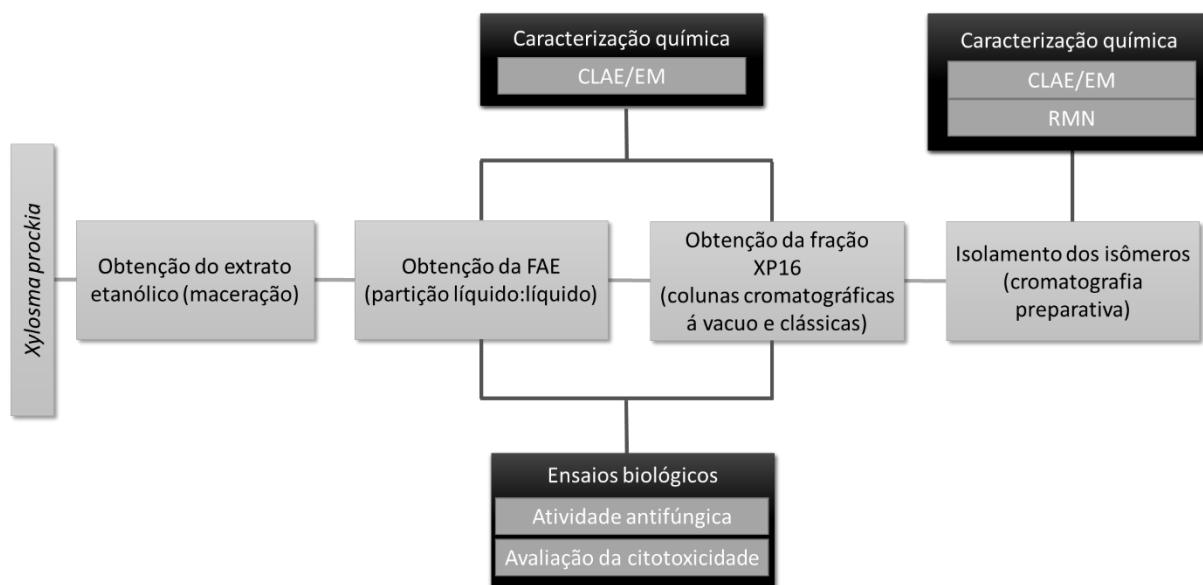 Caracterização química
CLAE/EM
Caracterização química
CLAE/EM
RMN
Xylosma prockia
Obtenção do extrato
etanólico (maceração)
Obtenção da FAE
(partição líquido:líquido)
Obtenção da fração
XP16
(colunas cromatográficas
á vacuo e clássicas)
Isolamento dos isômeros
(cromatografia
preparativa)
Ensaios biológicos
Atividade antifúngica
Avaliação da citotoxicidade